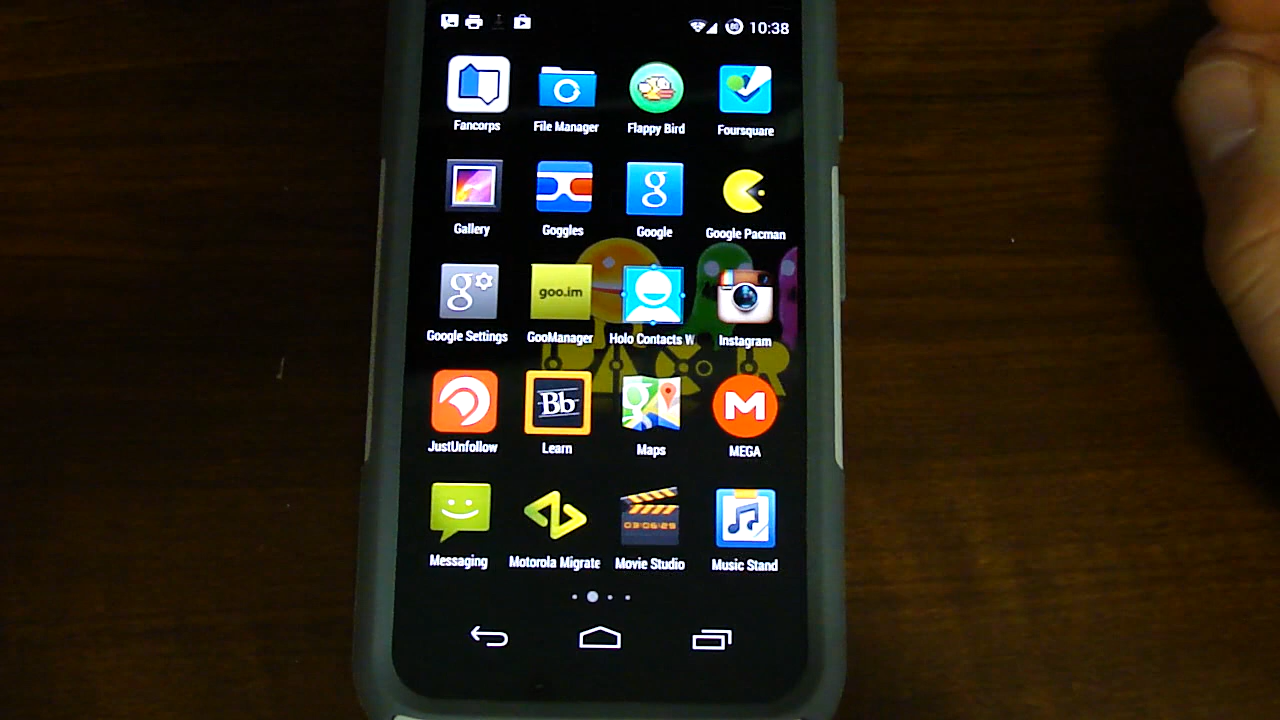 10:38
Fancorps File Manager Flappy Bird Foursquare
Gallery Goggles Google Google Pacman
g
g goo.im
Google Settings GooManager Holo Contacts W Instagram
Bb g M
JustUnfollow Learn Maps MEGA
03:06:29
Messaging Motorola Migrate Movie Studio Music Stand